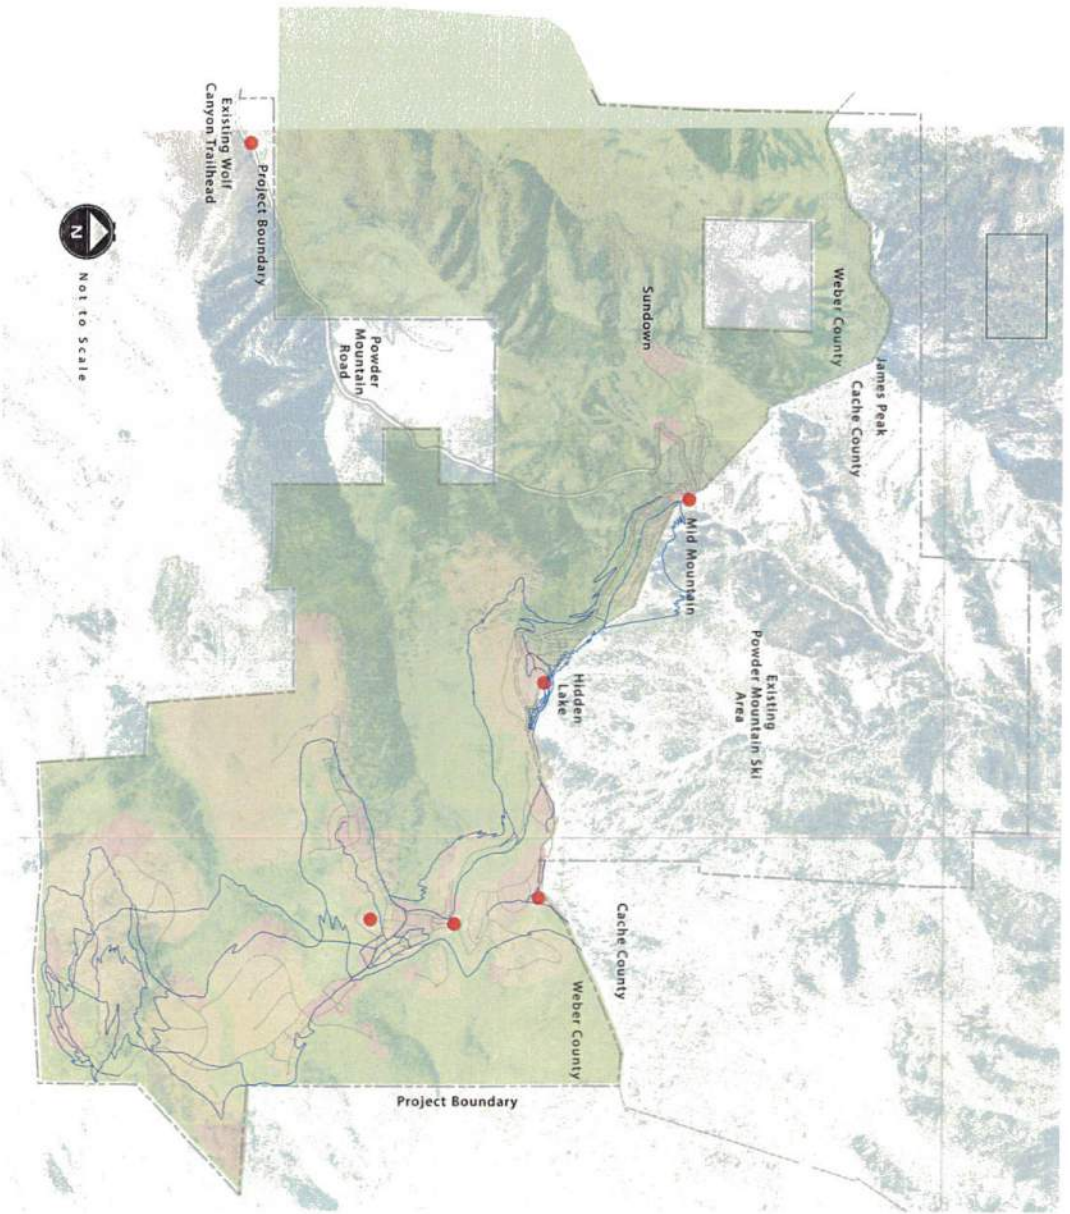 Existing Wolf
Canyon Trailhead
Project Boundary
N
Not to Scale
Powder
Mountain
Road
Sundown
Weber County
James Peak
Cache County
Mid Mountain
Hidden
Lake
Existing
Powder Mountain Ski
Area
Cache County
Weber County
Project Boundary